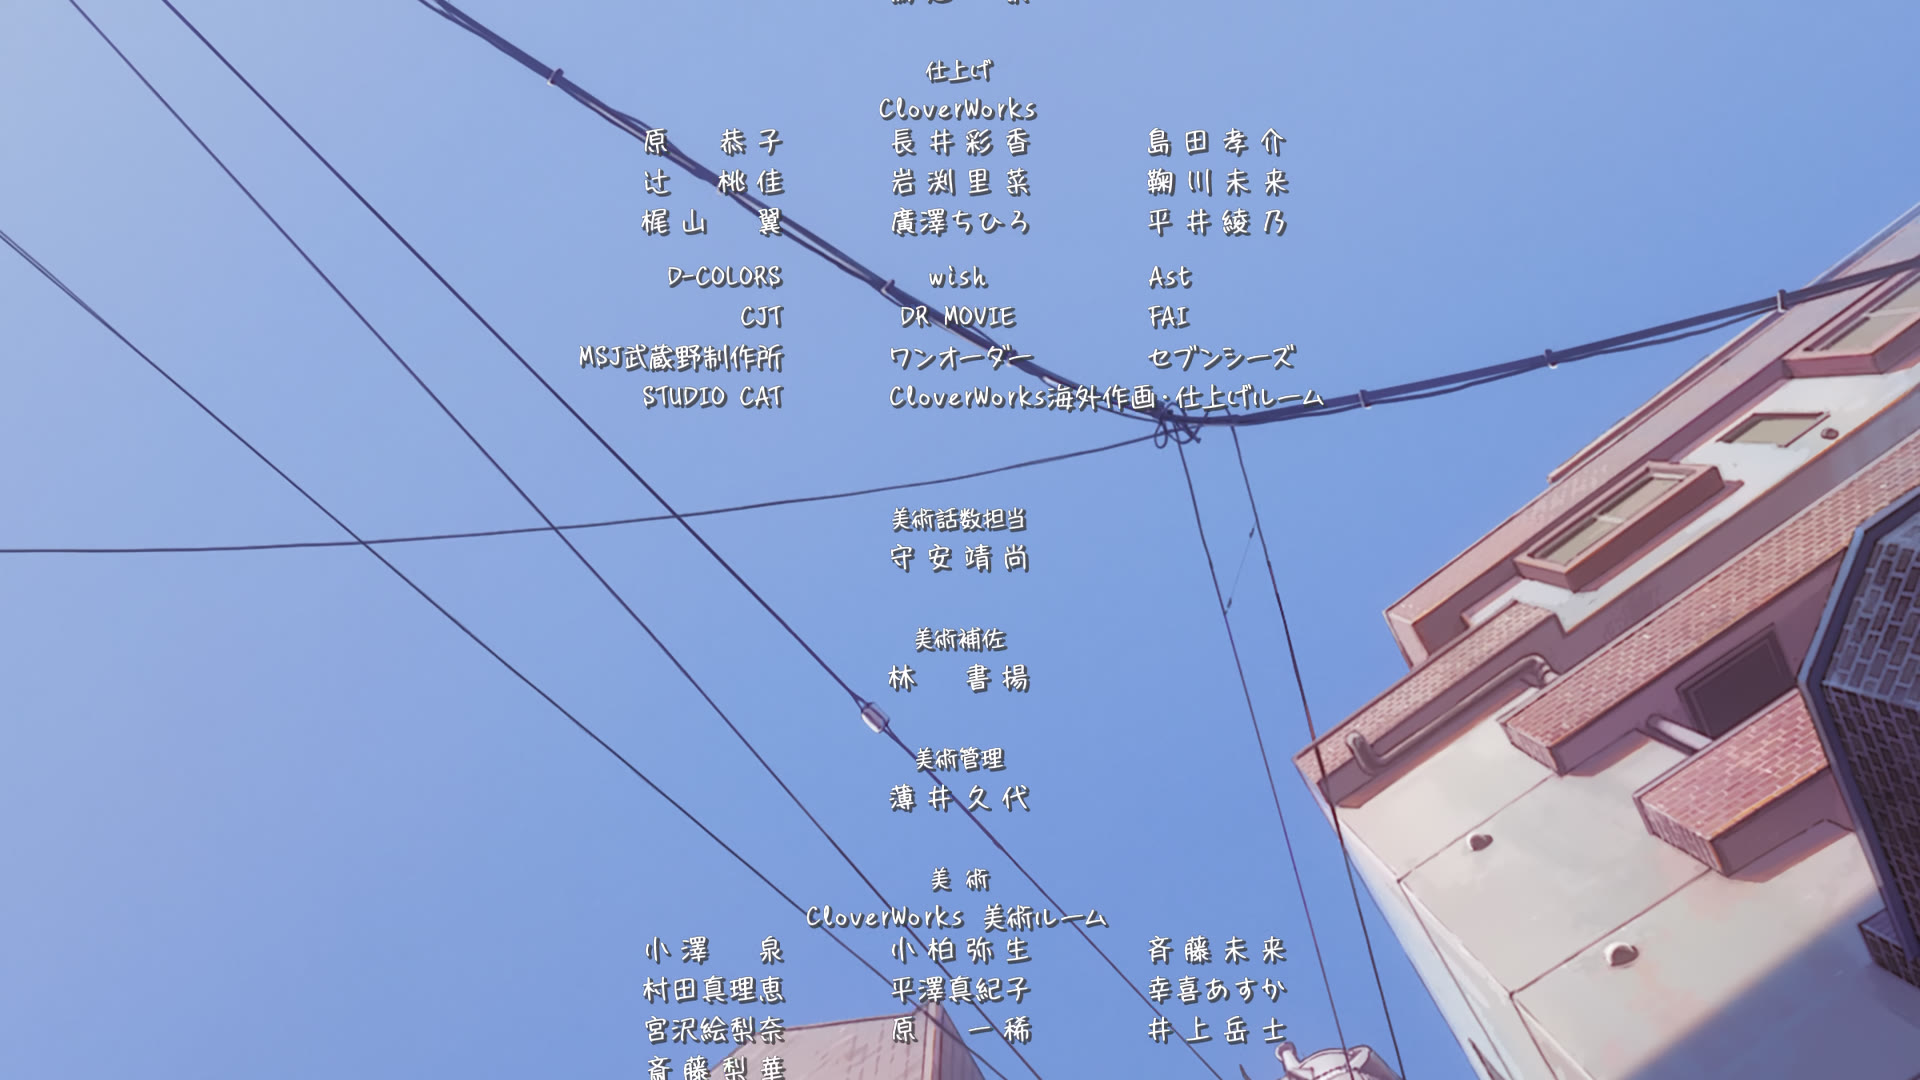 仕上げ
CloverWorks
原　恭子　長井彩香　島田孝介
辻　桃佳　岩渕里菜　鞠川未来
梶山　翼　廣澤ちひろ　平井綾乃
D-COLORS　wish　Ast
CJT　DR MOVIE　FAI
MSJ武蔵野制作所　ワンオーダー　セブンシーズ
STUDIO CAT　CloverWorks海外作画・仕上げルーム
美術話数担当
守安靖尚
美術補佐
林　書揚
美術管理
薄井久代
美術
CloverWorks 美術ルーム
小澤　泉　小柏弥生　斉藤未来
村田真理恵　平澤真紀子　幸喜あすか
宮沢絵梨奈　原　一稀　井上岳士
斎藤梨華